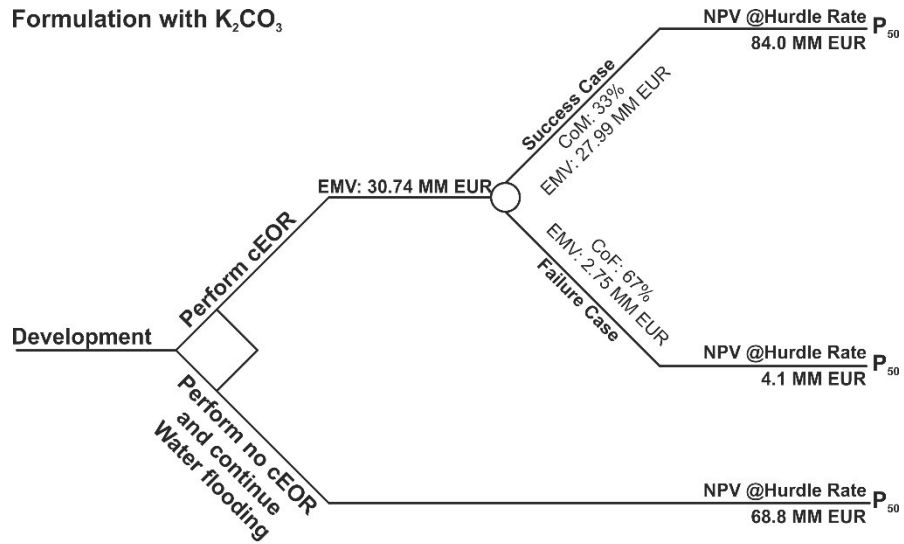 Formulation with K₂CO₃
NPV @Hurdle Rate
84.0 MM EUR
P₅₀
Success Case
CoM: 33%
EMV: 27.99 MM EUR
EMV: 30.74 MM EUR
Perform cEOR
CoF: 67%
EMV: 2.75 MM EUR
Failure Case
Development
NPV @Hurdle Rate
4.1 MM EUR
P₅₀
Perform no cEOR
and continue
Water flooding
NPV @Hurdle Rate
68.8 MM EUR
P₅₀